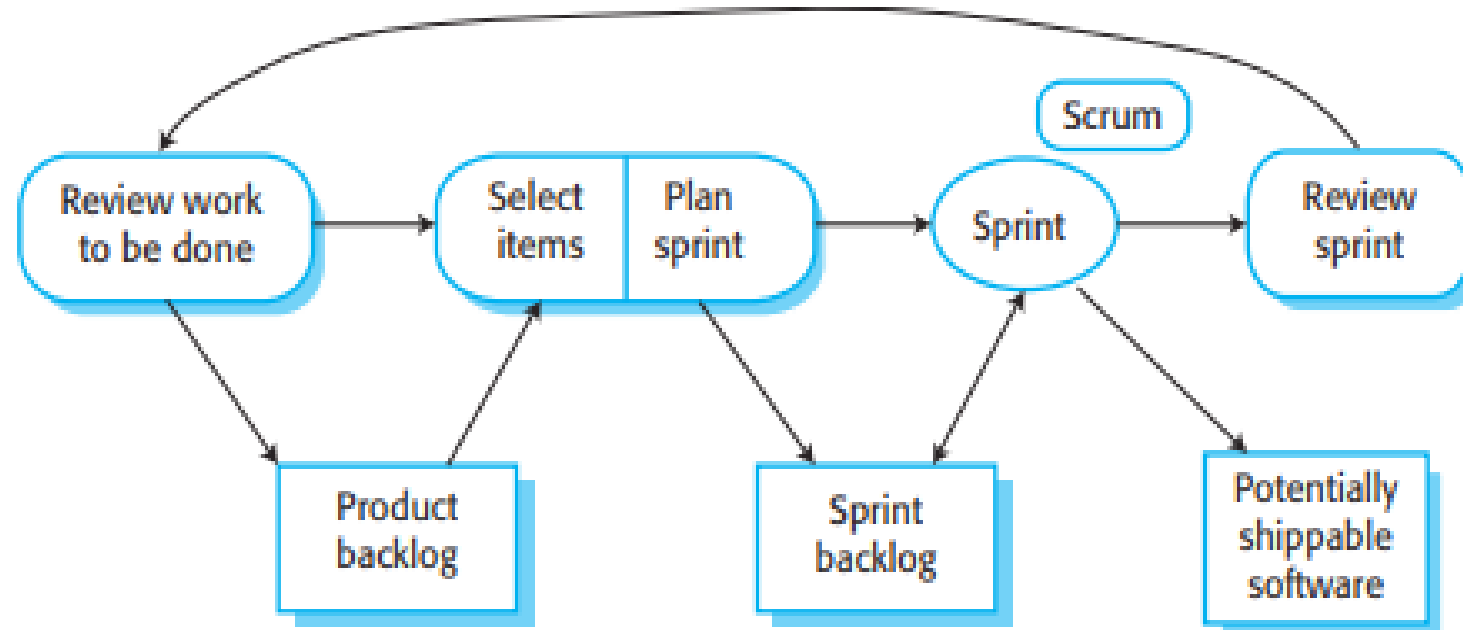 Scrum
Review work
to be done
Select
items
Plan
sprint
Sprint
Review
sprint
Product
backlog
Sprint
backlog
Potentially
shippable
software